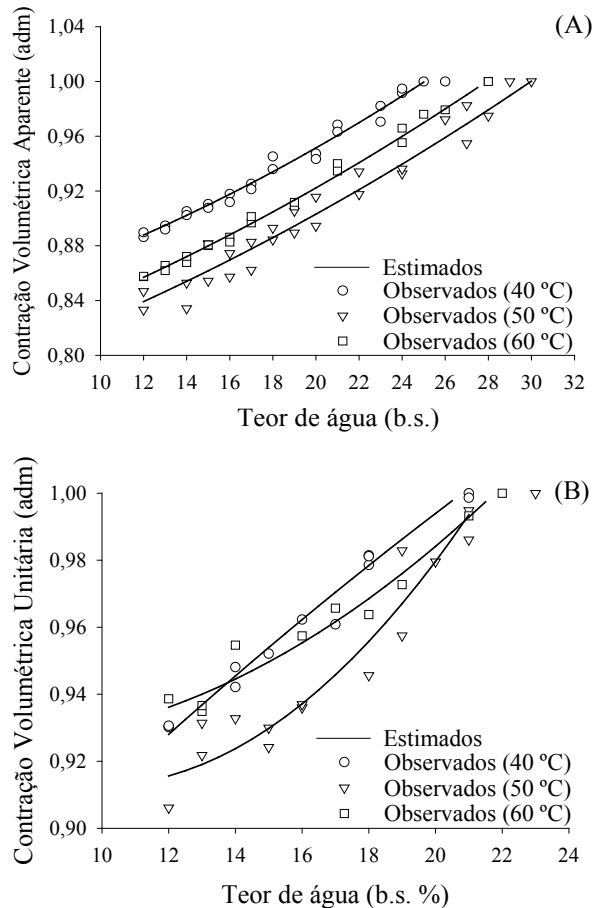 (A)
Contração Volumétrica Aparente (adm)
1,04
1,00
0,96
0,92
0,88
0,84
0,80
Estimados
Observados (40 ºC)
Observados (50 ºC)
Observados (60 ºC)
10 12 14 16 18 20 22 24 26 28 30 32
Teor de água (b.s.)
(B)
Contração Volumétrica Unitária (adm)
1,00
0,98
0,96
0,94
0,92
0,90
Estimados
Observados (40 ºC)
Observados (50 ºC)
Observados (60 ºC)
10 12 14 16 18 20 22 24
Teor de água (b.s. %)